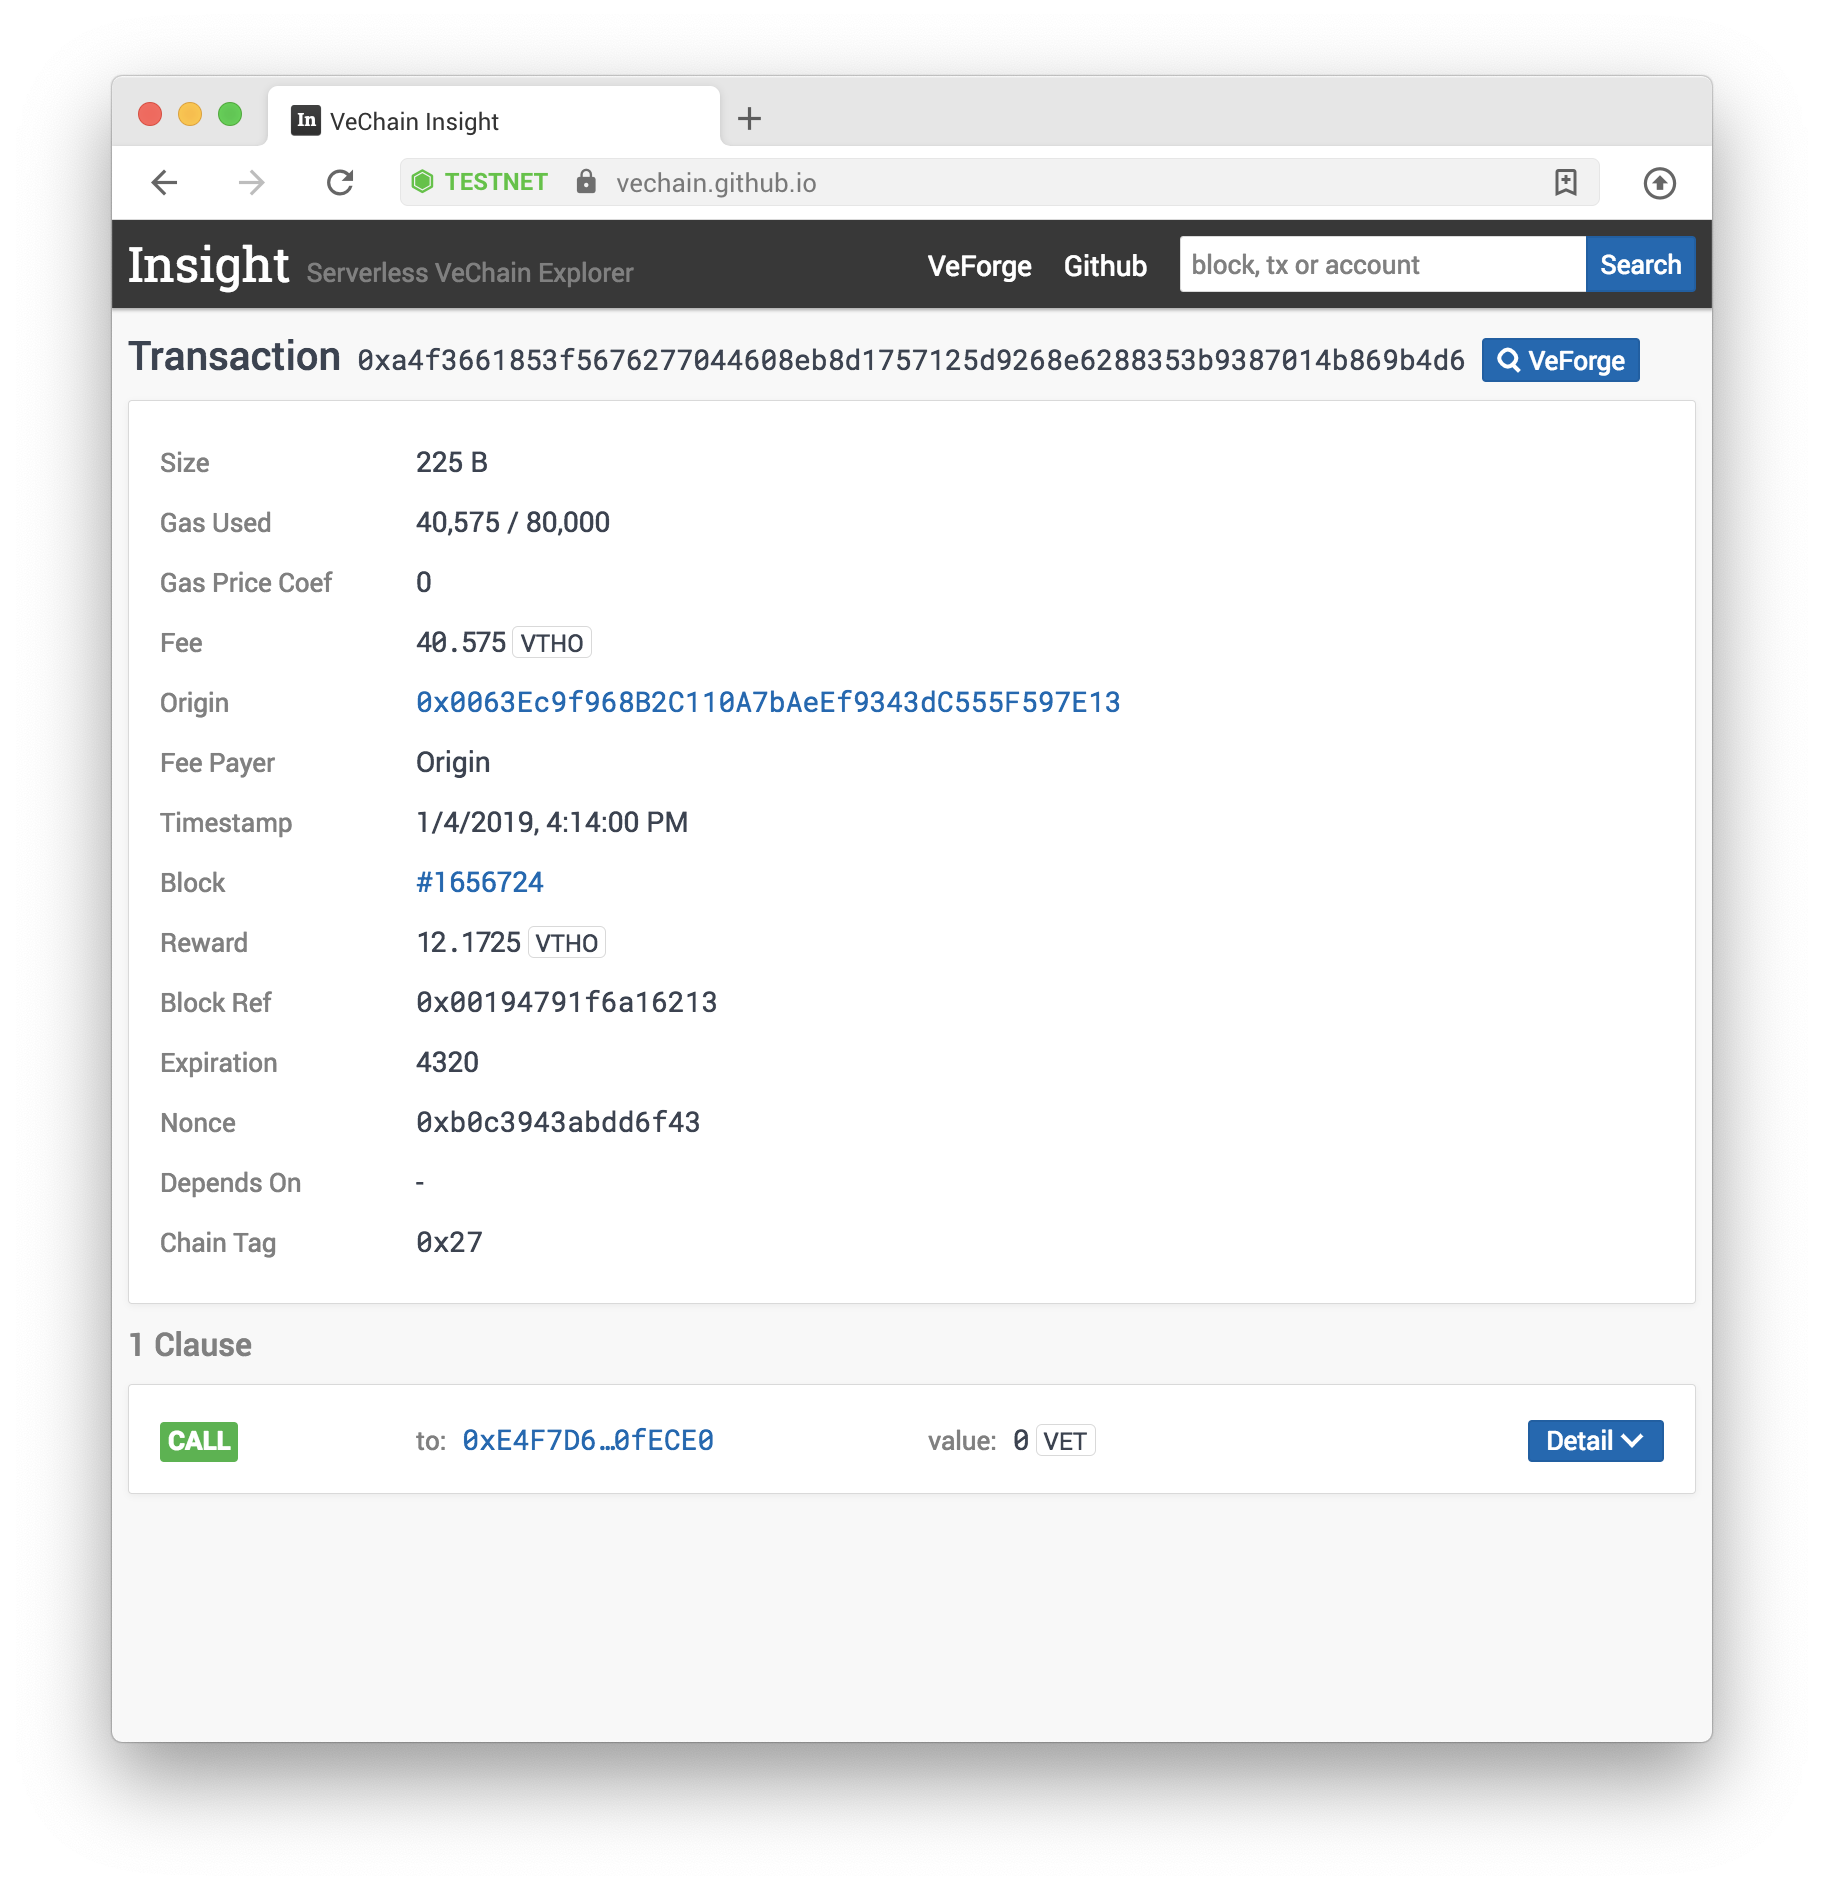 In VeChain Insight
TESTNET vechain.github.io
Insight Serverless VeChain Explorer VeForge Github block, tx or account Search
Transaction 0xa4f3661853f5676277044608eb8d1757125d9268e6288353b9387014b869b4d6 VeForge
Size 225 B
Gas Used 40,575 / 80,000
Gas Price Coef 0
Fee 40.575 VTHO
Origin 0x0063Ec9f968B2C110A7bAeEf9343dC555F597E13
Fee Payer Origin
Timestamp 1/4/2019, 4:14:00 PM
Block #1656724
Reward 12.1725 VTHO
Block Ref 0x00194791f6a16213
Expiration 4320
Nonce 0xb0c3943abdd6f43
Depends On -
Chain Tag 0x27
1 Clause
CALL to: 0xE4F7D6…0fECE0 value: 0 VET Detail